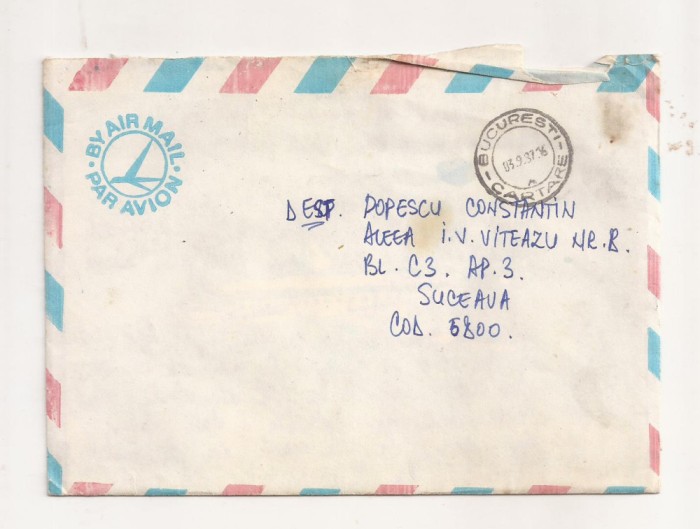 BY AIR MAIL
PAR AVION
BUCURESTI
CARTARE
DESP. POPESCU CONSTANTIN
ALEEA I.V. VITEAZU NR.
BL. C3. AP. 3.
SUCEAVA
COD. 5800.